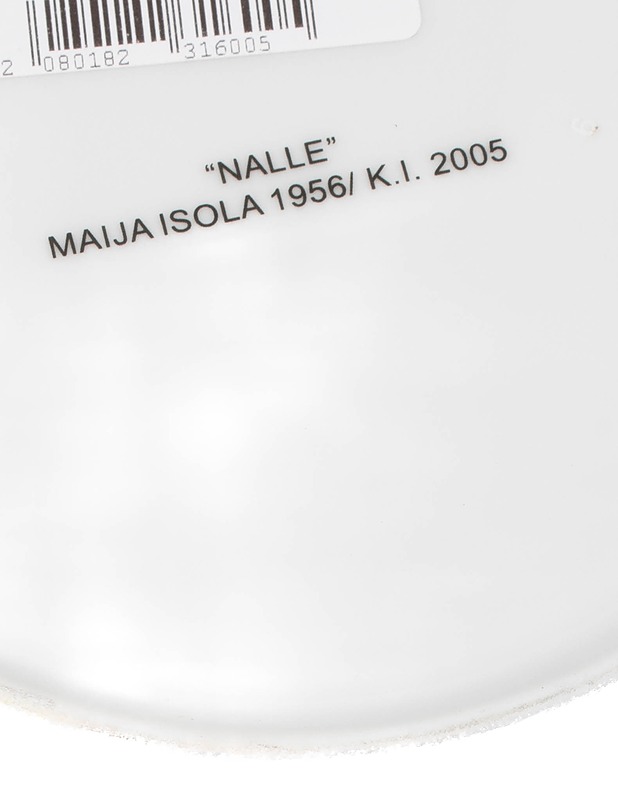 2 080182 316005
“NALLE”
MAIJA ISOLA 1956/ K.I. 2005